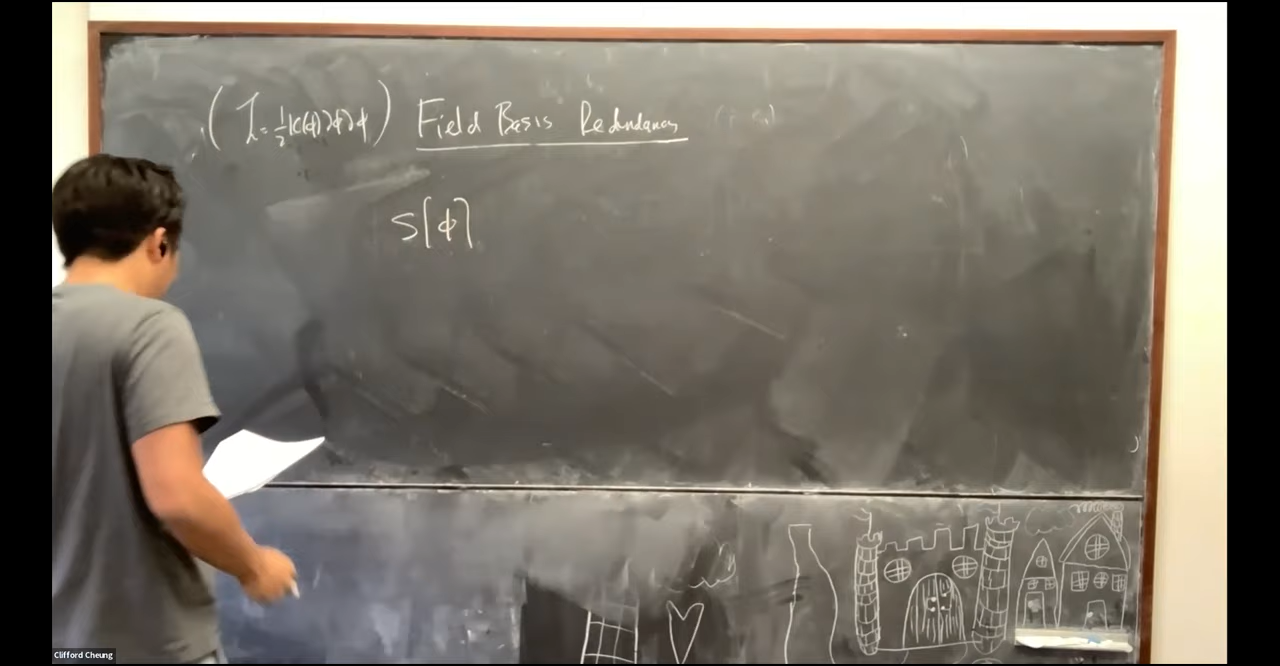 (ℒ = ½K(ϕ)∂ϕ∂ϕ) Field Basis Redundancy
S[ϕ]
Clifford Cheung